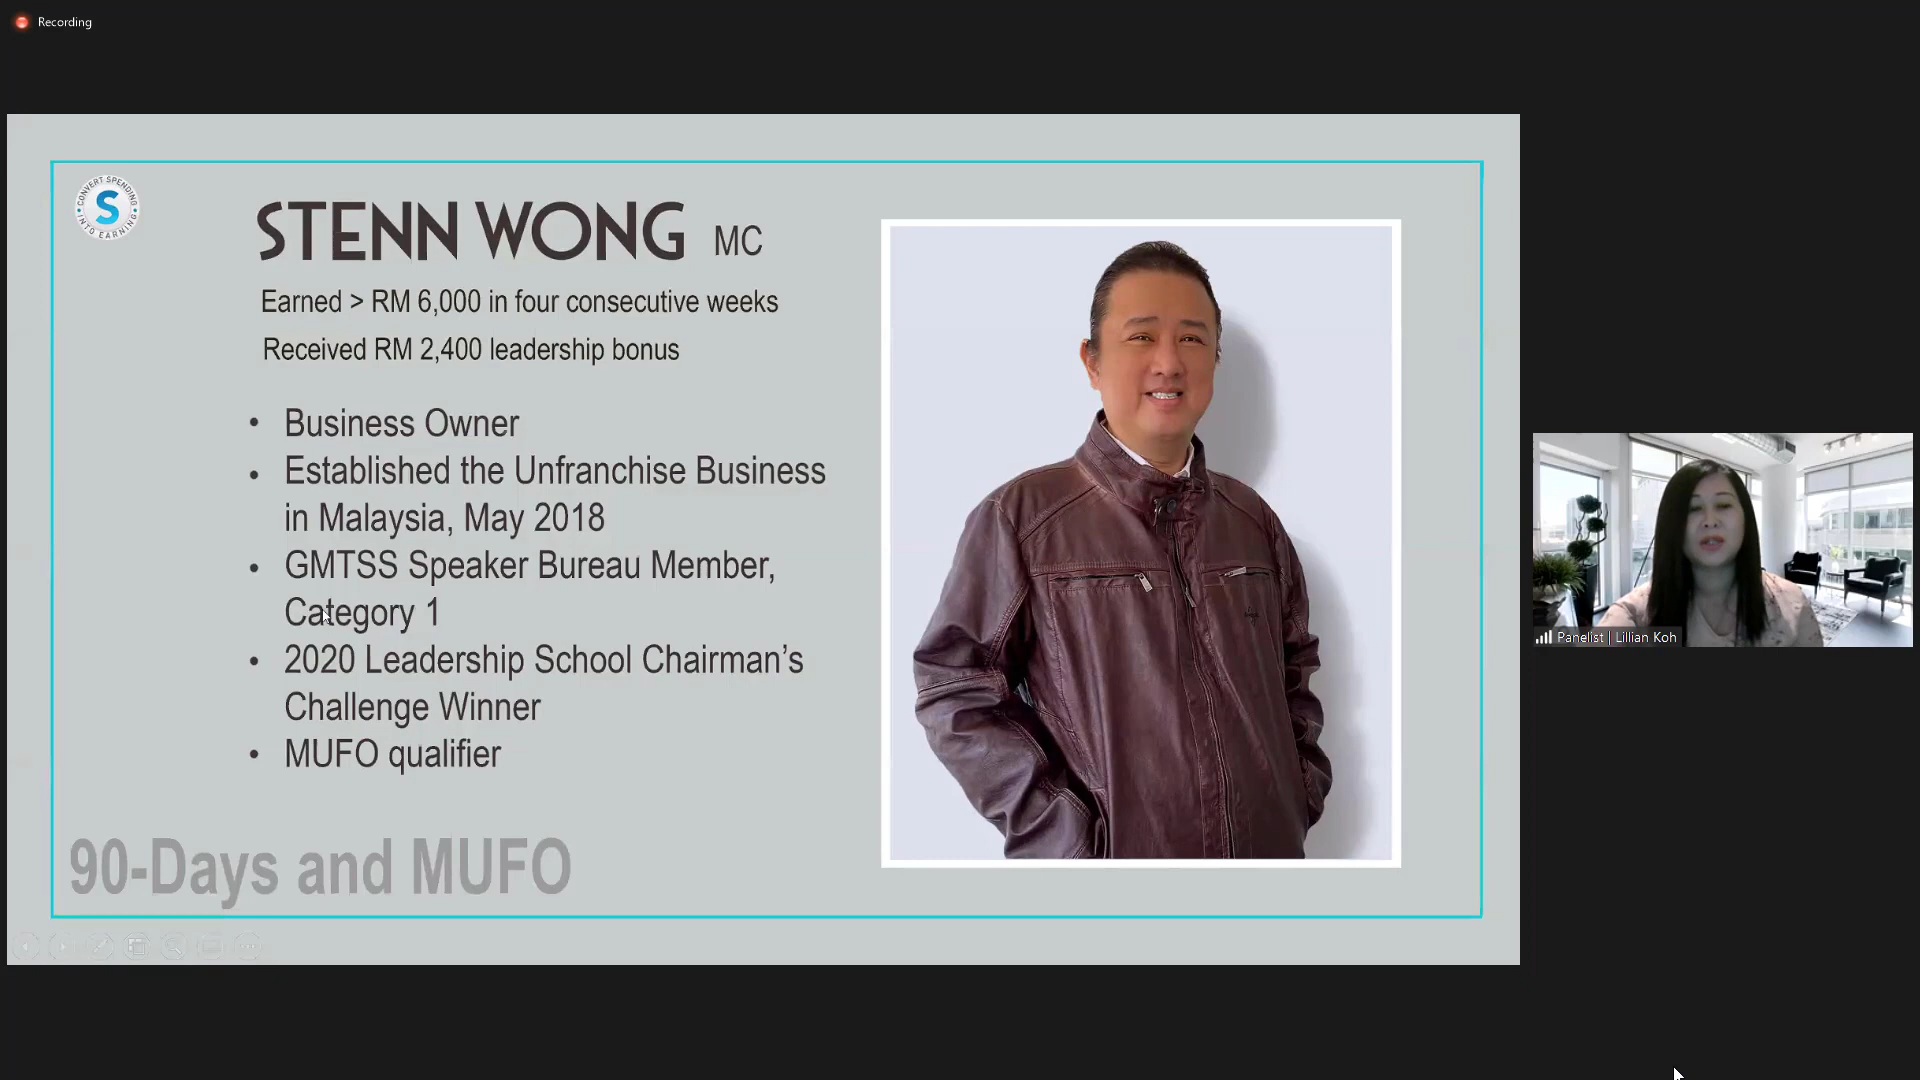 Recording
CONVERT SPENDING
S
INTO EARNING
STENN WONG MC
Earned > RM 6,000 in four consecutive weeks
Received RM 2,400 leadership bonus
• Business Owner
• Established the Unfranchise Business
in Malaysia, May 2018
• GMTSS Speaker Bureau Member,
Category 1
• 2020 Leadership School Chairman’s
Challenge Winner
• MUFO qualifier
90-Days and MUFO
Panelist | Lillian Koh